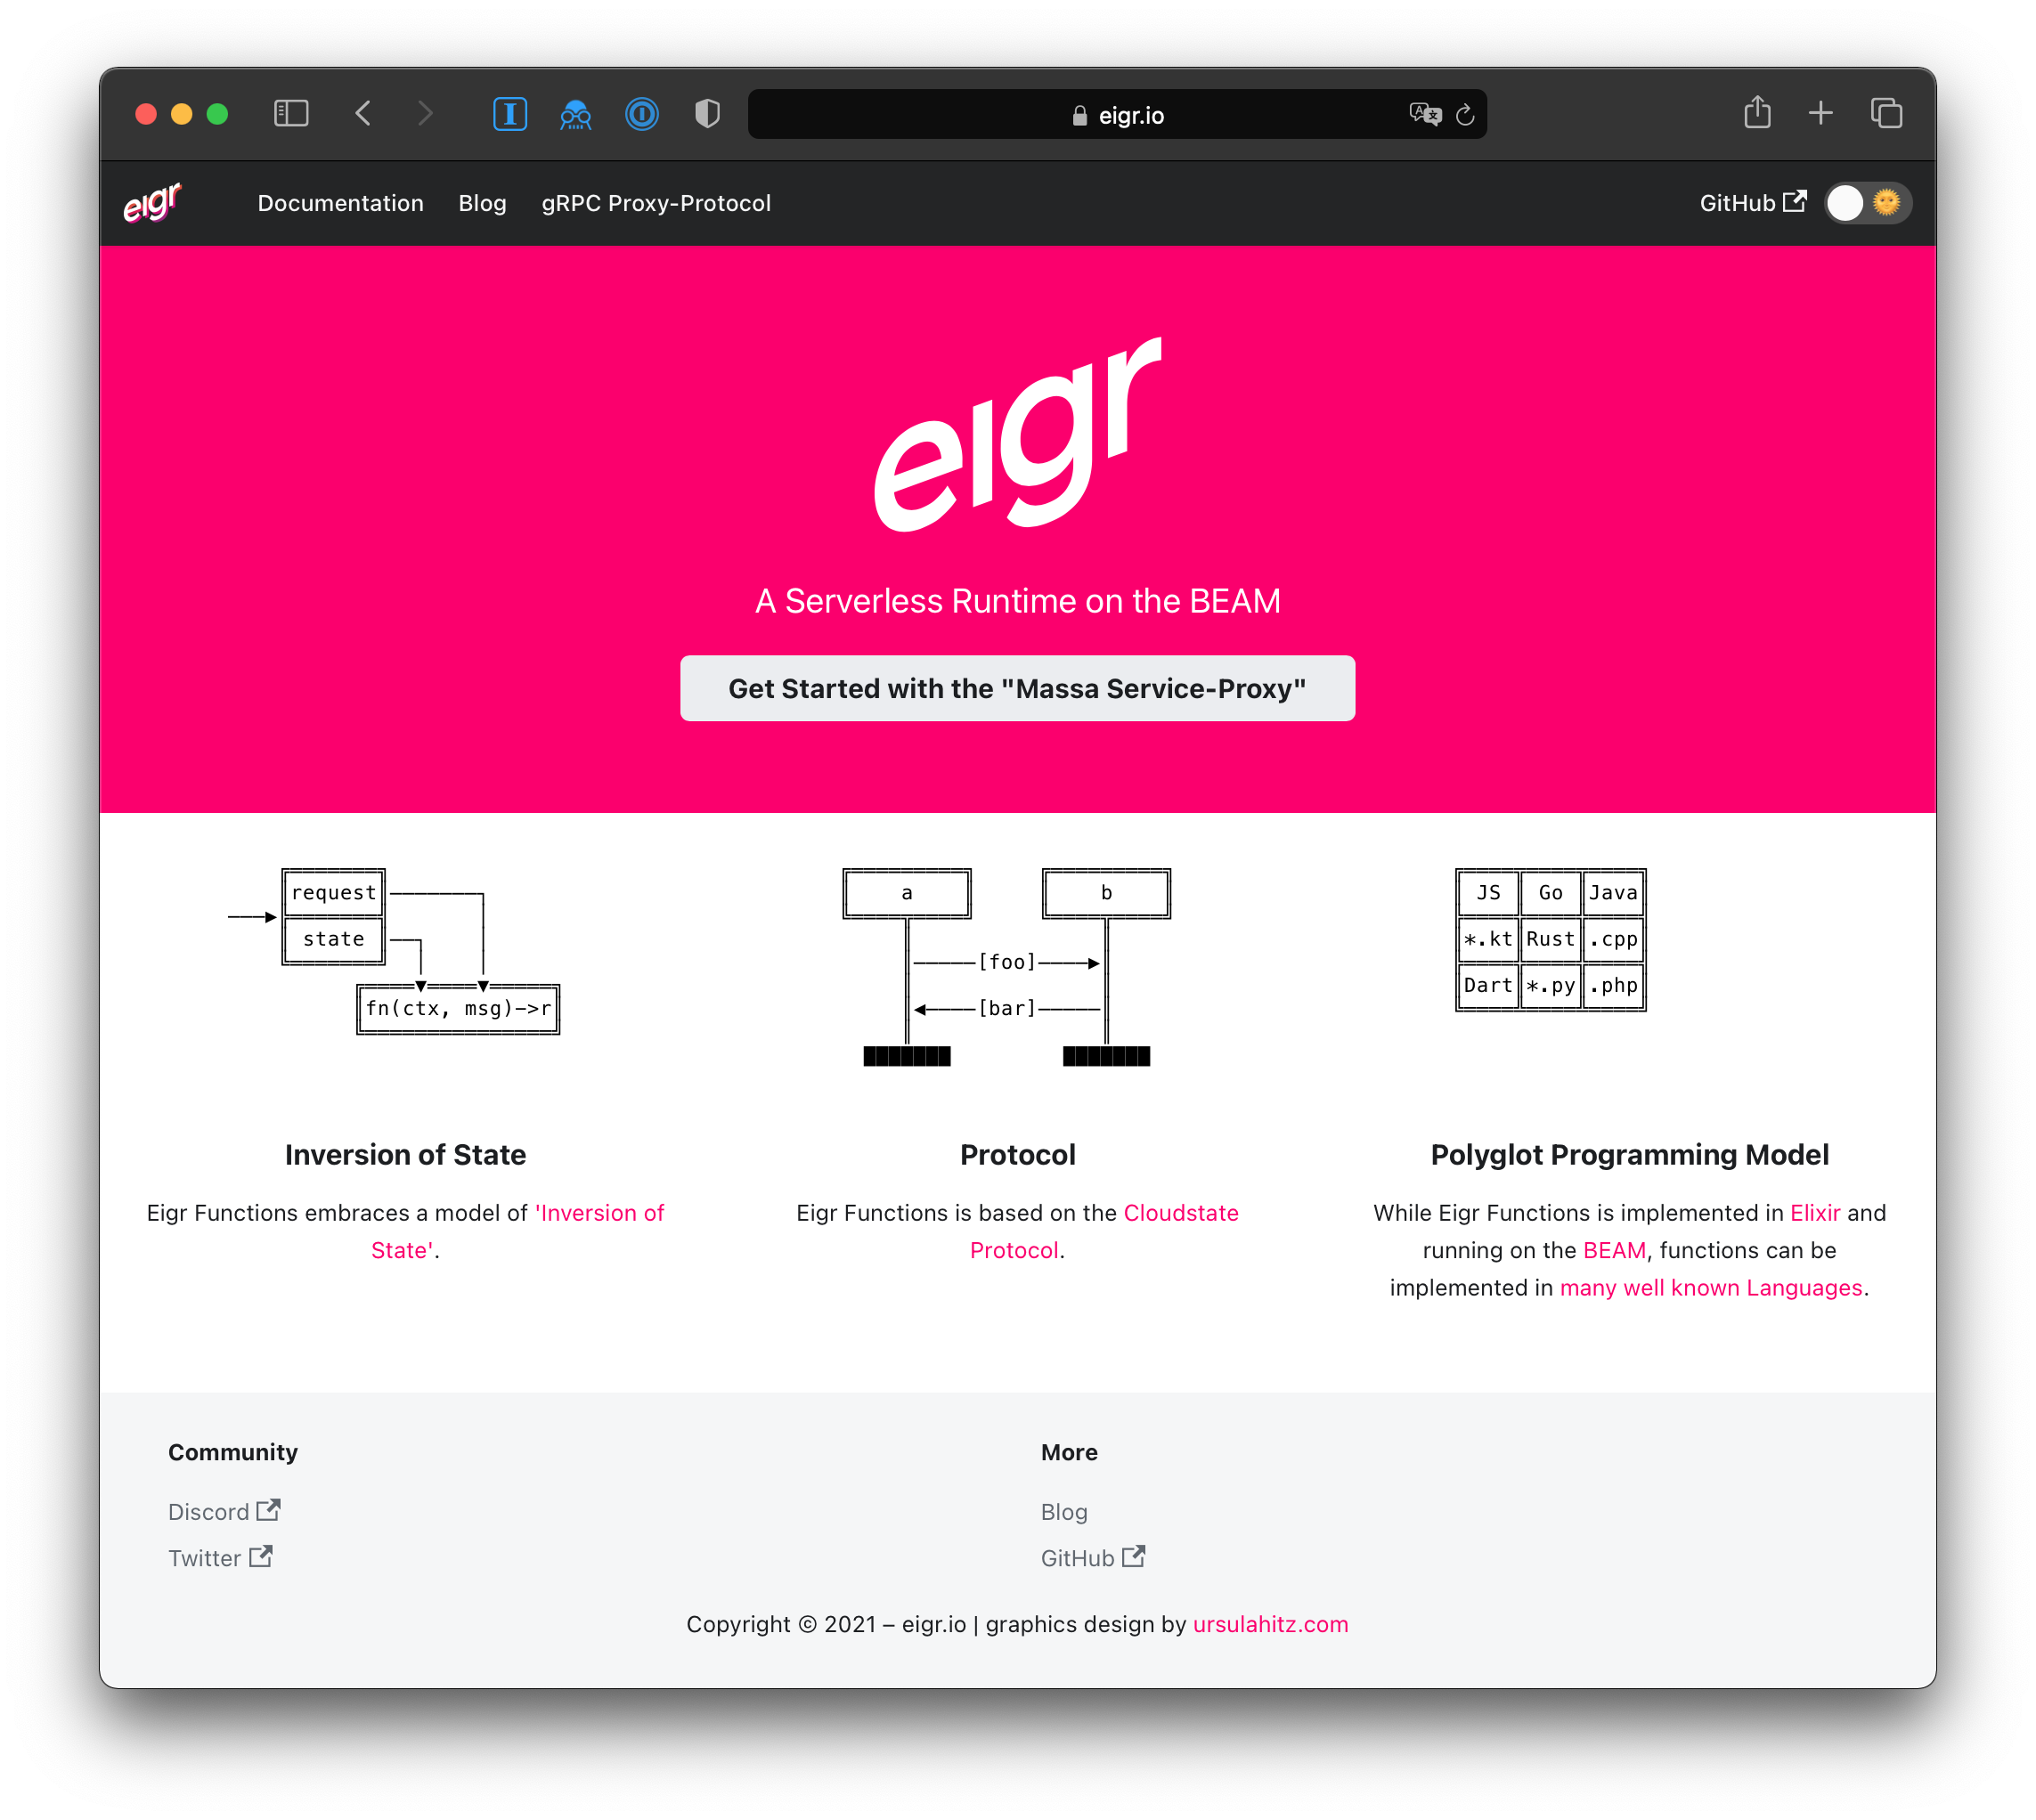 eigr.io
eigr
Documentation
Blog
gRPC Proxy-Protocol
GitHub
eigr
A Serverless Runtime on the BEAM
Get Started with the "Massa Service-Proxy"
request
state
fn(ctx, msg)->r
a
b
[foo]
[bar]
JS Go Java
*.kt Rust .cpp
Dart *.py .php
Inversion of State
Eigr Functions embraces a model of 'Inversion of
State'.
Protocol
Eigr Functions is based on the Cloudstate
Protocol.
Polyglot Programming Model
While Eigr Functions is implemented in Elixir and
running on the BEAM, functions can be
implemented in many well known Languages.
Community
Discord
Twitter
More
Blog
GitHub
Copyright © 2021 – eigr.io | graphics design by ursulahitz.com